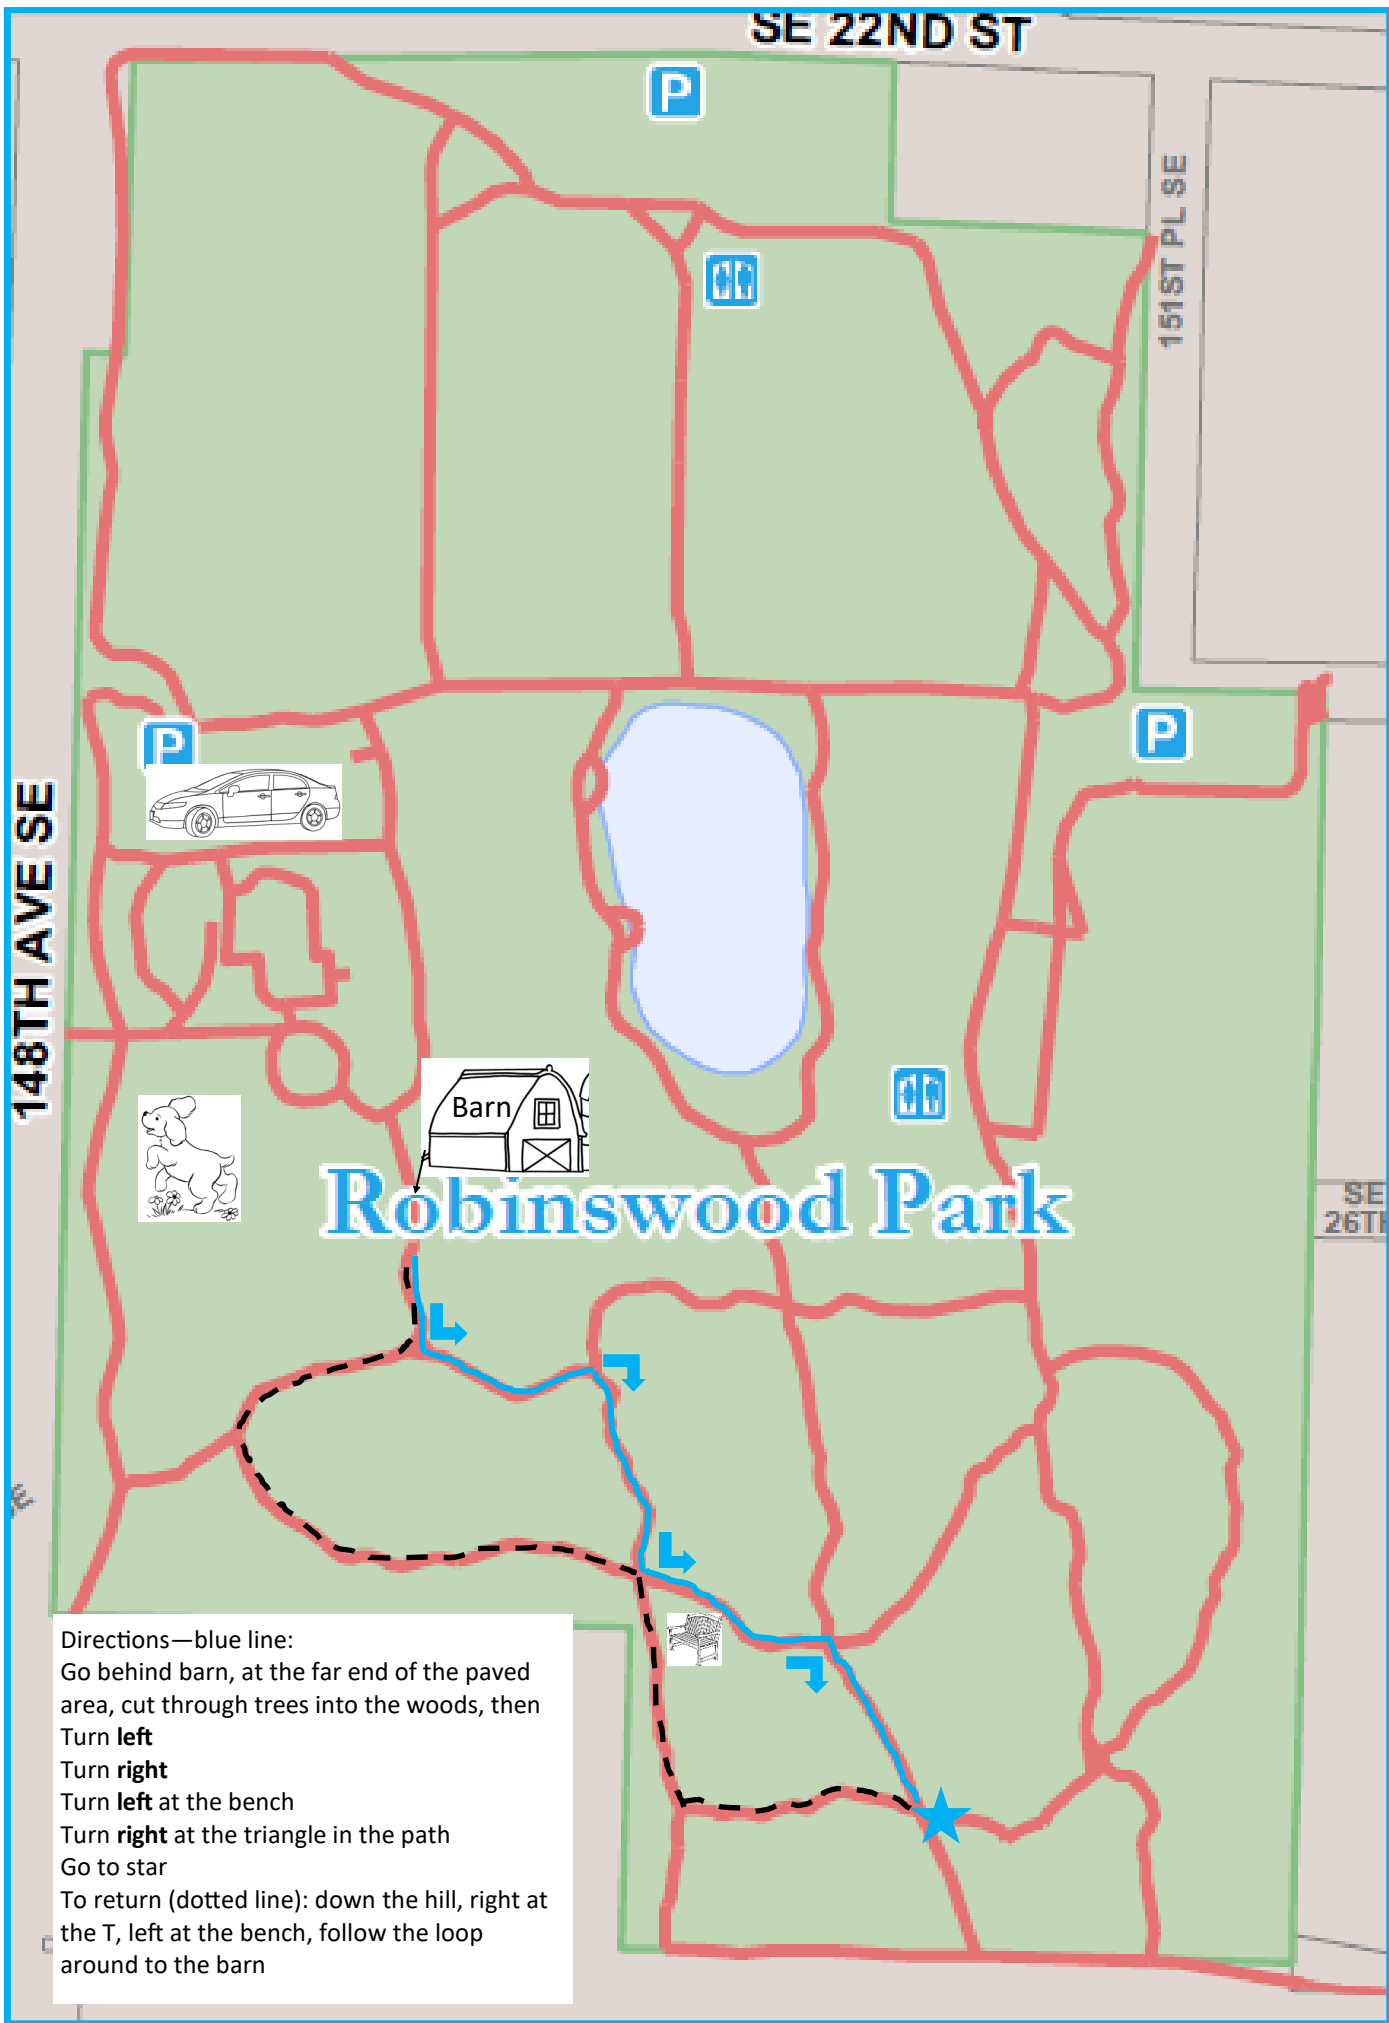 SE 22ND ST
P
151ST PL SE
P
P
148TH AVE SE
Barn
Robinswood Park
SE
26TH
E
Directions—blue line:
Go behind barn, at the far end of the paved
area, cut through trees into the woods, then
Turn left
Turn right
Turn left at the bench
Turn right at the triangle in the path
Go to star
To return (dotted line): down the hill, right at
the T, left at the bench, follow the loop
around to the barn